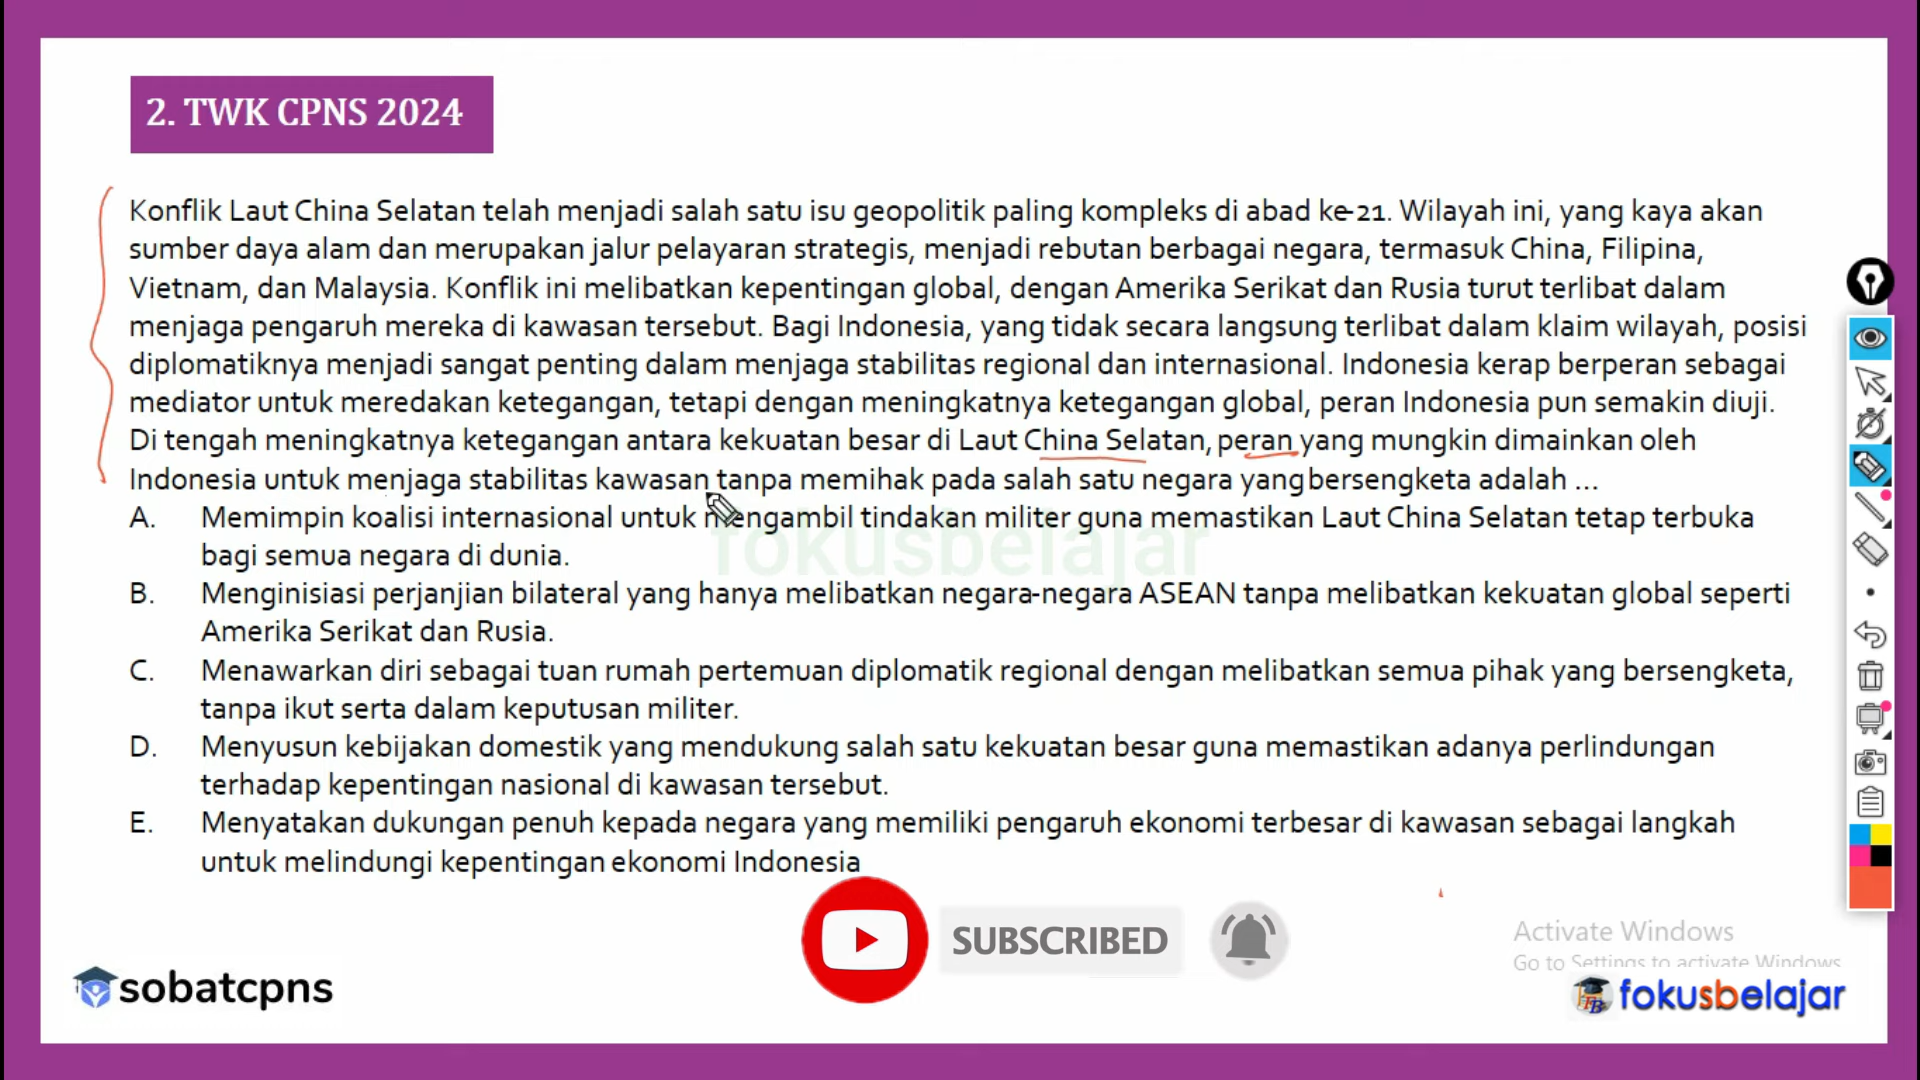 2. TWK CPNS 2024
Konflik Laut China Selatan telah menjadi salah satu isu geopolitik paling kompleks di abad ke-21. Wilayah ini, yang kaya akan
sumber daya alam dan merupakan jalur pelayaran strategis, menjadi rebutan berbagai negara, termasuk China, Filipina,
Vietnam, dan Malaysia. Konflik ini melibatkan kepentingan global, dengan Amerika Serikat dan Rusia turut terlibat dalam
menjaga pengaruh mereka di kawasan tersebut. Bagi Indonesia, yang tidak secara langsung terlibat dalam klaim wilayah, posisi
diplomatiknya menjadi sangat penting dalam menjaga stabilitas regional dan internasional. Indonesia kerap berperan sebagai
mediator untuk meredakan ketegangan, tetapi dengan meningkatnya ketegangan global, peran Indonesia pun semakin diuji.
Di tengah meningkatnya ketegangan antara kekuatan besar di Laut China Selatan, peran yang mungkin dimainkan oleh
Indonesia untuk menjaga stabilitas kawasan tanpa memihak pada salah satu negara yang bersengketa adalah ...
A. Memimpin koalisi internasional untuk mengambil tindakan militer guna memastikan Laut China Selatan tetap terbuka
bagi semua negara di dunia.
fokusbelajar
B. Menginisiasi perjanjian bilateral yang hanya melibatkan negara-negara ASEAN tanpa melibatkan kekuatan global seperti
Amerika Serikat dan Rusia.
C. Menawarkan diri sebagai tuan rumah pertemuan diplomatik regional dengan melibatkan semua pihak yang bersengketa,
tanpa ikut serta dalam keputusan militer.
D. Menyusun kebijakan domestik yang mendukung salah satu kekuatan besar guna memastikan adanya perlindungan
terhadap kepentingan nasional di kawasan tersebut.
E. Menyatakan dukungan penuh kepada negara yang memiliki pengaruh ekonomi terbesar di kawasan sebagai langkah
untuk melindungi kepentingan ekonomi Indonesia
SUBSCRIBED
Activate Windows
Go to Settings to activate Windows.
sobatcpns
fokusbelajar